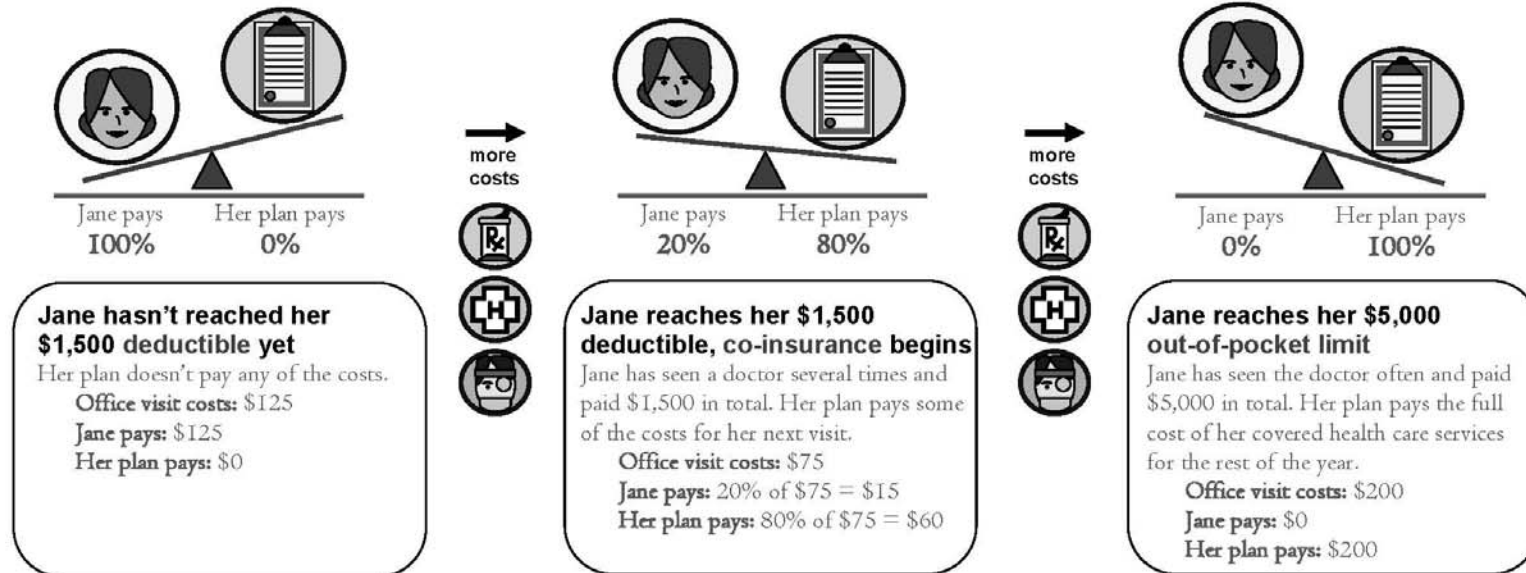 Jane pays Her plan pays
100% 0%
more
costs
Rx
H
Jane pays Her plan pays
20% 80%
more
costs
Rx
H
Jane pays Her plan pays
0% 100%
Jane hasn't reached her
$1,500 deductible yet
Her plan doesn't pay any of the costs.
Office visit costs: $125
Jane pays: $125
Her plan pays: $0
Jane reaches her $1,500
deductible, co-insurance begins
Jane has seen a doctor several times and
paid $1,500 in total. Her plan pays some
of the costs for her next visit.
Office visit costs: $75
Jane pays: 20% of $75 = $15
Her plan pays: 80% of $75 = $60
Jane reaches her $5,000
out-of-pocket limit
Jane has seen the doctor often and paid
$5,000 in total. Her plan pays the full
cost of her covered health care services
for the rest of the year.
Office visit costs: $200
Jane pays: $0
Her plan pays: $200